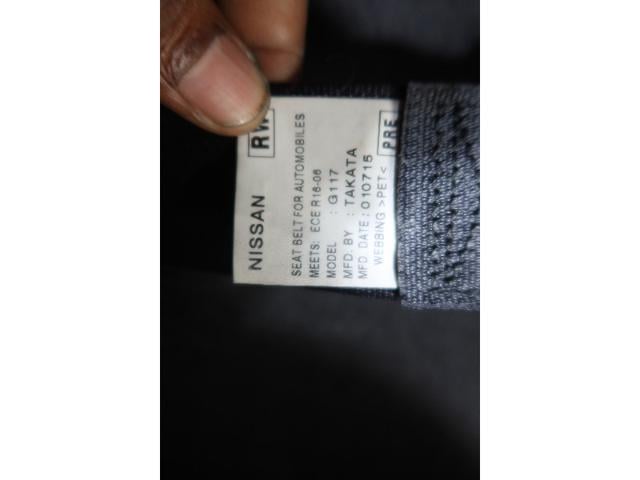 NISSAN
SEAT BELT FOR AUTOMOBILES
MEETS: ECE R16-06
MODEL : G117
MFD. BY : TAKATA
MFD. DATE : 010715
WEBBING >PET<
PRE